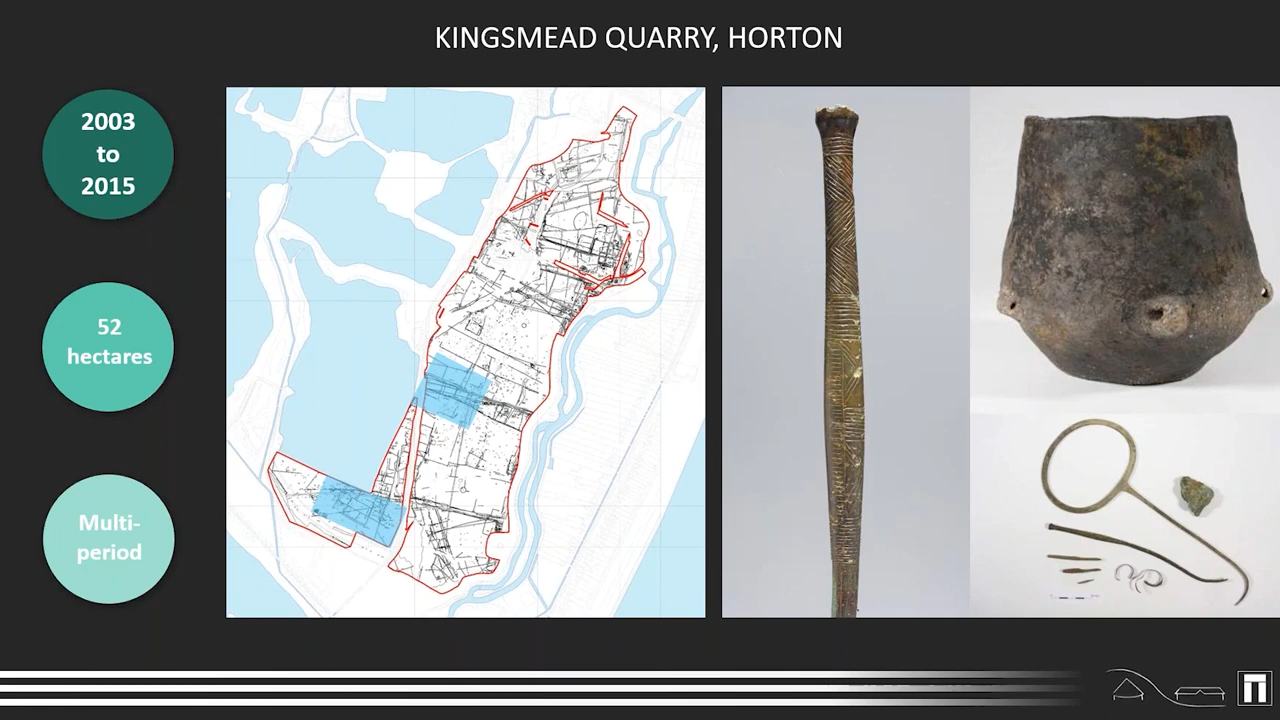 KINGSMEAD QUARRY, HORTON
2003
to
2015
52
hectares
Multi-
period